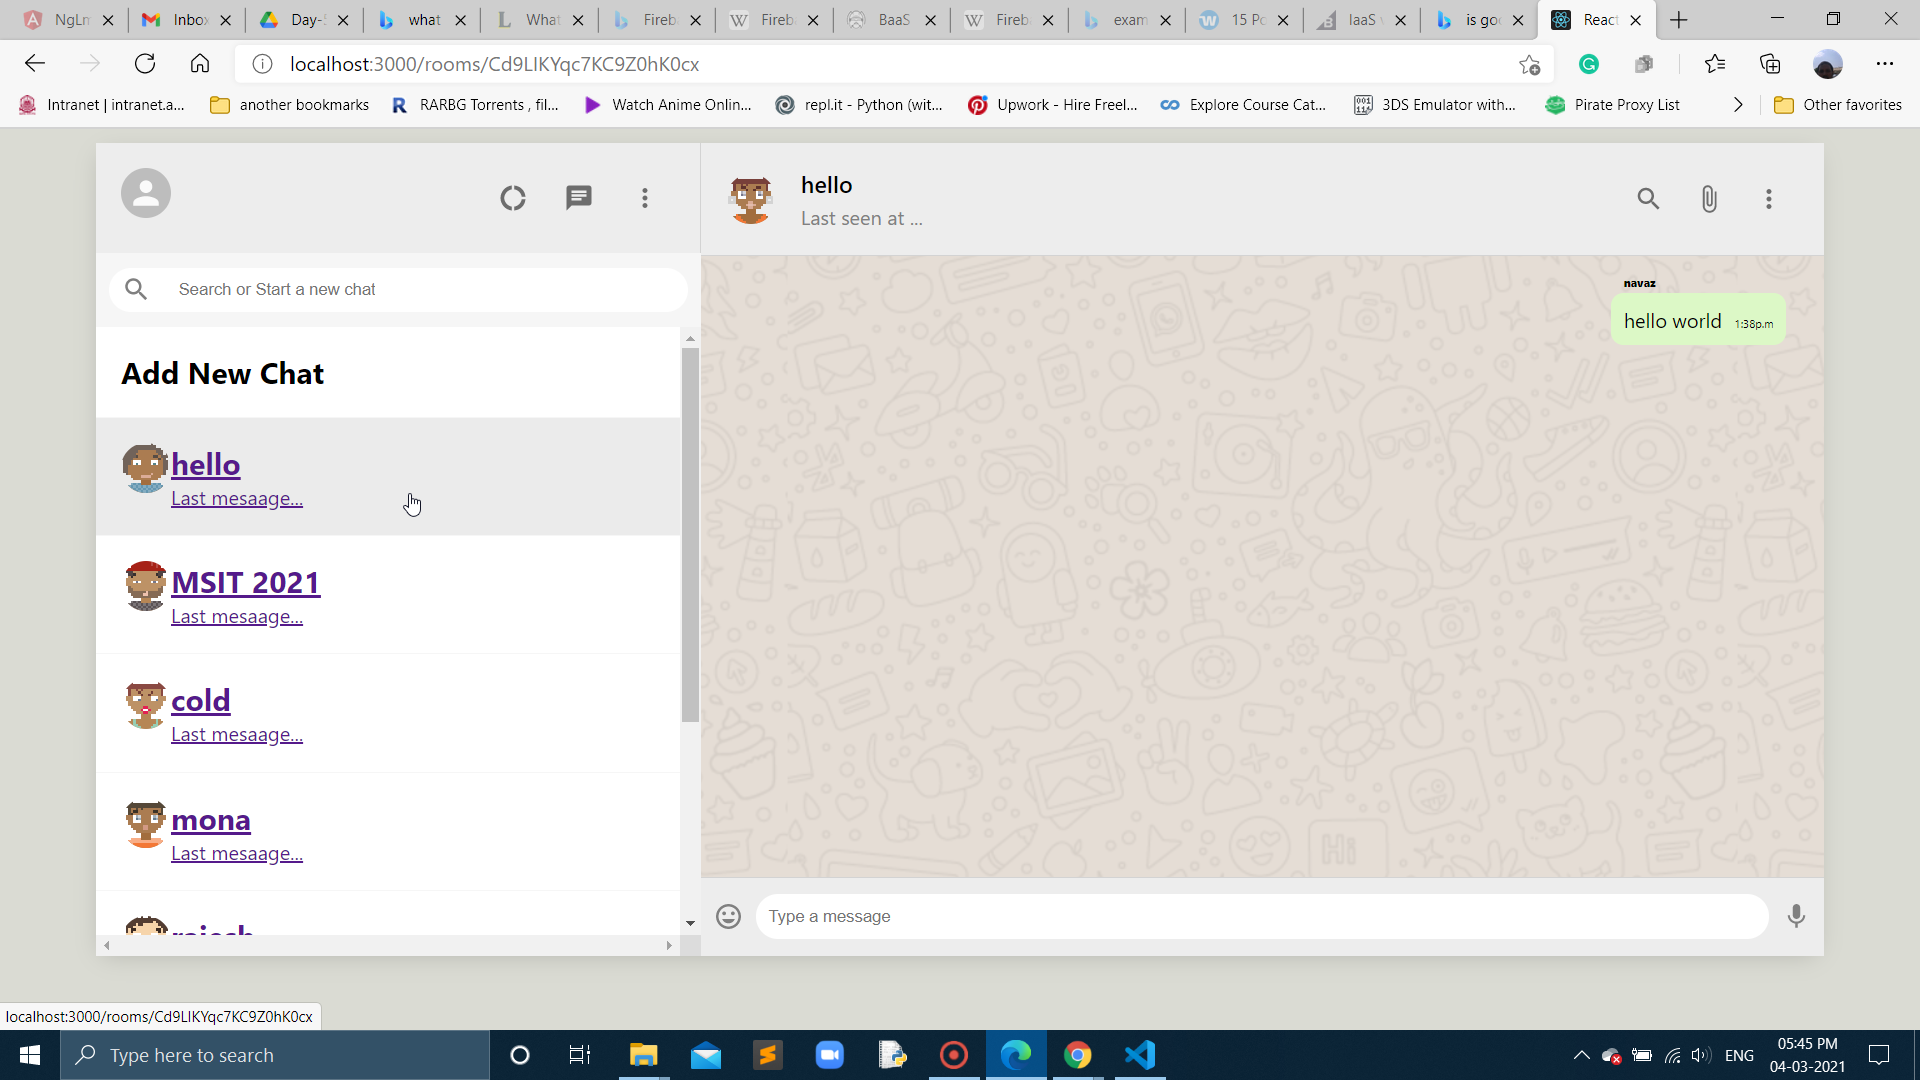 NgLm
Inbox
Day-
what
What
Fireb
Fireb
BaaS
Fireb
exam
15 Po
IaaS
is go
React
localhost:3000/rooms/Cd9LIKYqc7KC9Z0hK0cx
Intranet | intranet.a...
another bookmarks
RARBG Torrents , fil...
Watch Anime Onlin...
repl.it - Python (wit...
Upwork - Hire Freel...
Explore Course Cat...
3DS Emulator with...
Pirate Proxy List
Other favorites
Search or Start a new chat
Add New Chat
hello
Last mesaage...
MSIT 2021
Last mesaage...
cold
Last mesaage...
mona
Last mesaage...
hello
Last seen at ...
navaz
hello world 1:38p.m
Hi
Type a message
localhost:3000/rooms/Cd9LIKYqc7KC9Z0hK0cx
Type here to search
ENG
05:45 PM
04-03-2021